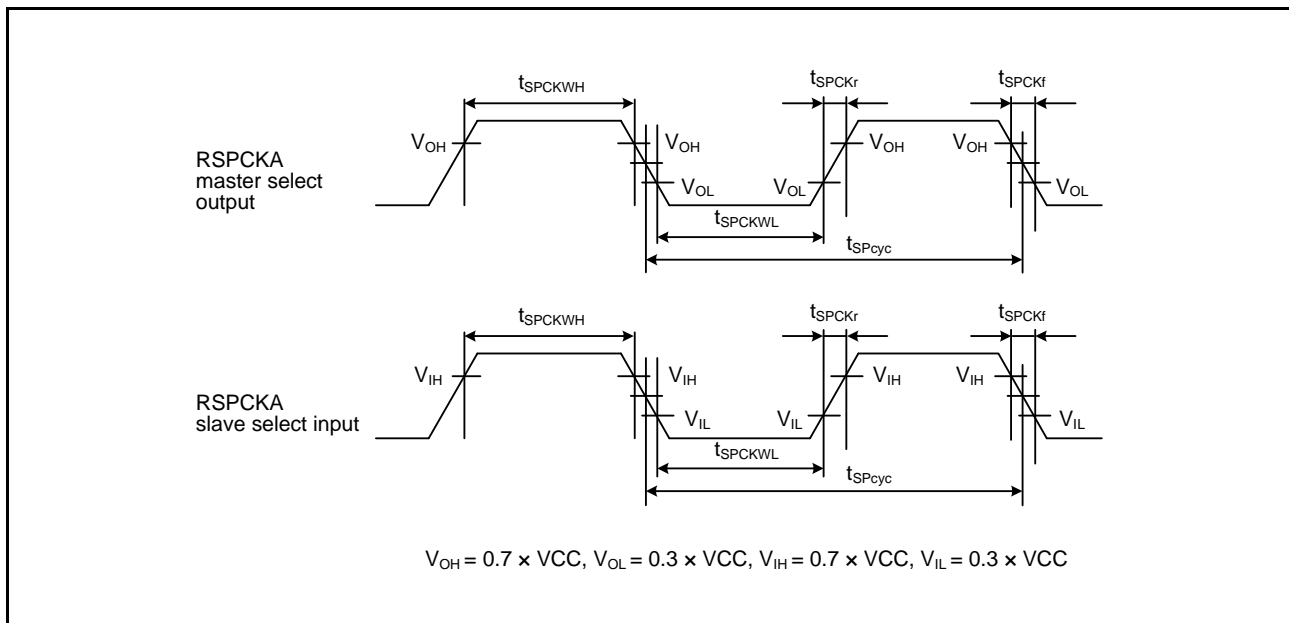 tSPCKWH tSPCKr tSPCKf
VOH VOH VOH VOH
RSPCKA
master select
output
VOL VOL VOL
tSPCKWL
tSPcyc
tSPCKWH tSPCKr tSPCKf
VIH VIH VIH VIH
RSPCKA
slave select input
VIL VIL VIL
tSPCKWL
tSPcyc
VOH = 0.7 × VCC, VOL = 0.3 × VCC, VIH = 0.7 × VCC, VIL = 0.3 × VCC